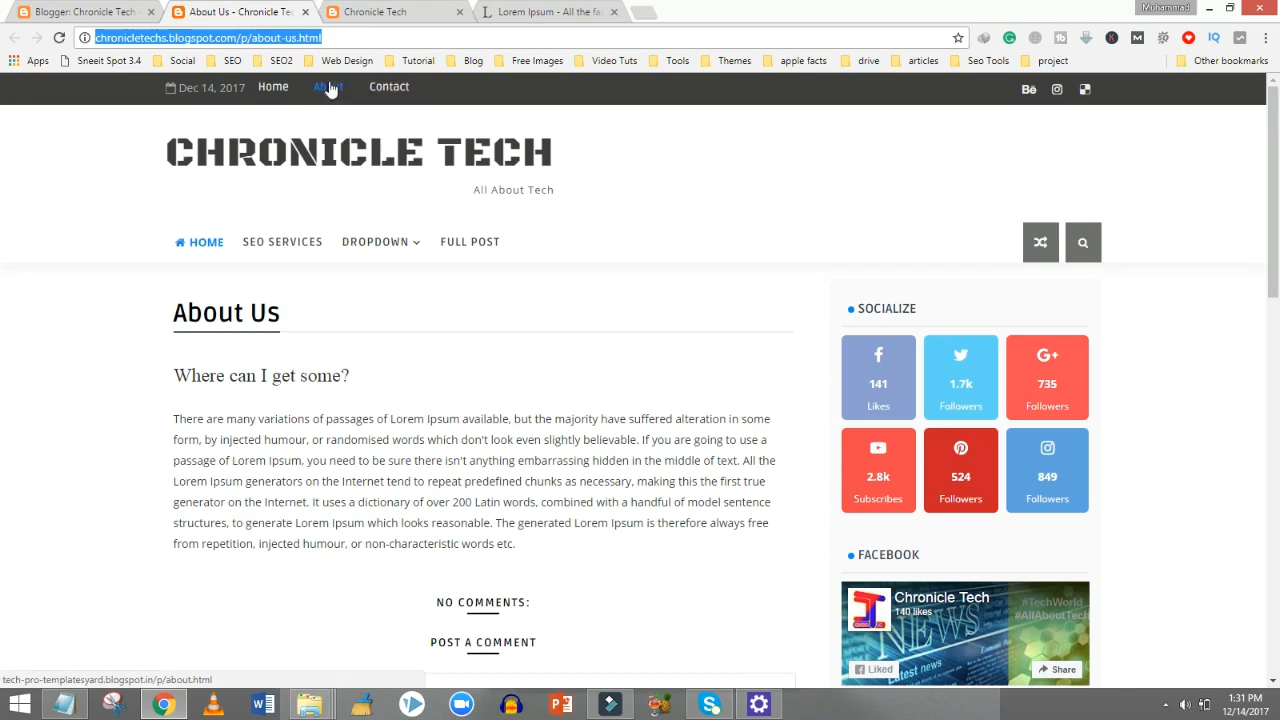 Blogger: Chronicle Tech
About Us - Chronicle Tec
Chronicle Tech
Lorem Ipsum - All the fa
Muhammad
chronicletechs.blogspot.com/p/about-us.html
Apps
Sneeit Spot 3.4
Social
SEO
SEO2
Web Design
Tutorial
Blog
Free Images
Video Tuts
Tools
Themes
apple facts
drive
articles
Seo Tools
project
Other bookmarks
Dec 14, 2017
Home
About
Contact
CHRONICLE TECH
All About Tech
HOME
SEO SERVICES
DROPDOWN
FULL POST
About Us
Where can I get some?
There are many variations of passages of Lorem Ipsum available, but the majority have suffered alteration in some
form, by injected humour, or randomised words which don't look even slightly believable. If you are going to use a
passage of Lorem Ipsum, you need to be sure there isn't anything embarrassing hidden in the middle of text. All the
Lorem Ipsum generators on the Internet tend to repeat predefined chunks as necessary, making this the first true
generator on the Internet. It uses a dictionary of over 200 Latin words, combined with a handful of model sentence
structures, to generate Lorem Ipsum which looks reasonable. The generated Lorem Ipsum is therefore always free
from repetition, injected humour, or non-characteristic words etc.
NO COMMENTS:
POST A COMMENT
SOCIALIZE
141
Likes
1.7k
Followers
735
Followers
2.8k
Subscribes
524
Followers
849
Followers
FACEBOOK
Chronicle Tech
140 likes
#TechWorld
#AllAboutTech
NEWS
Latest news
Liked
Share
tech-pro-templatesyard.blogspot.in/p/about.html
1:31 PM
12/14/2017